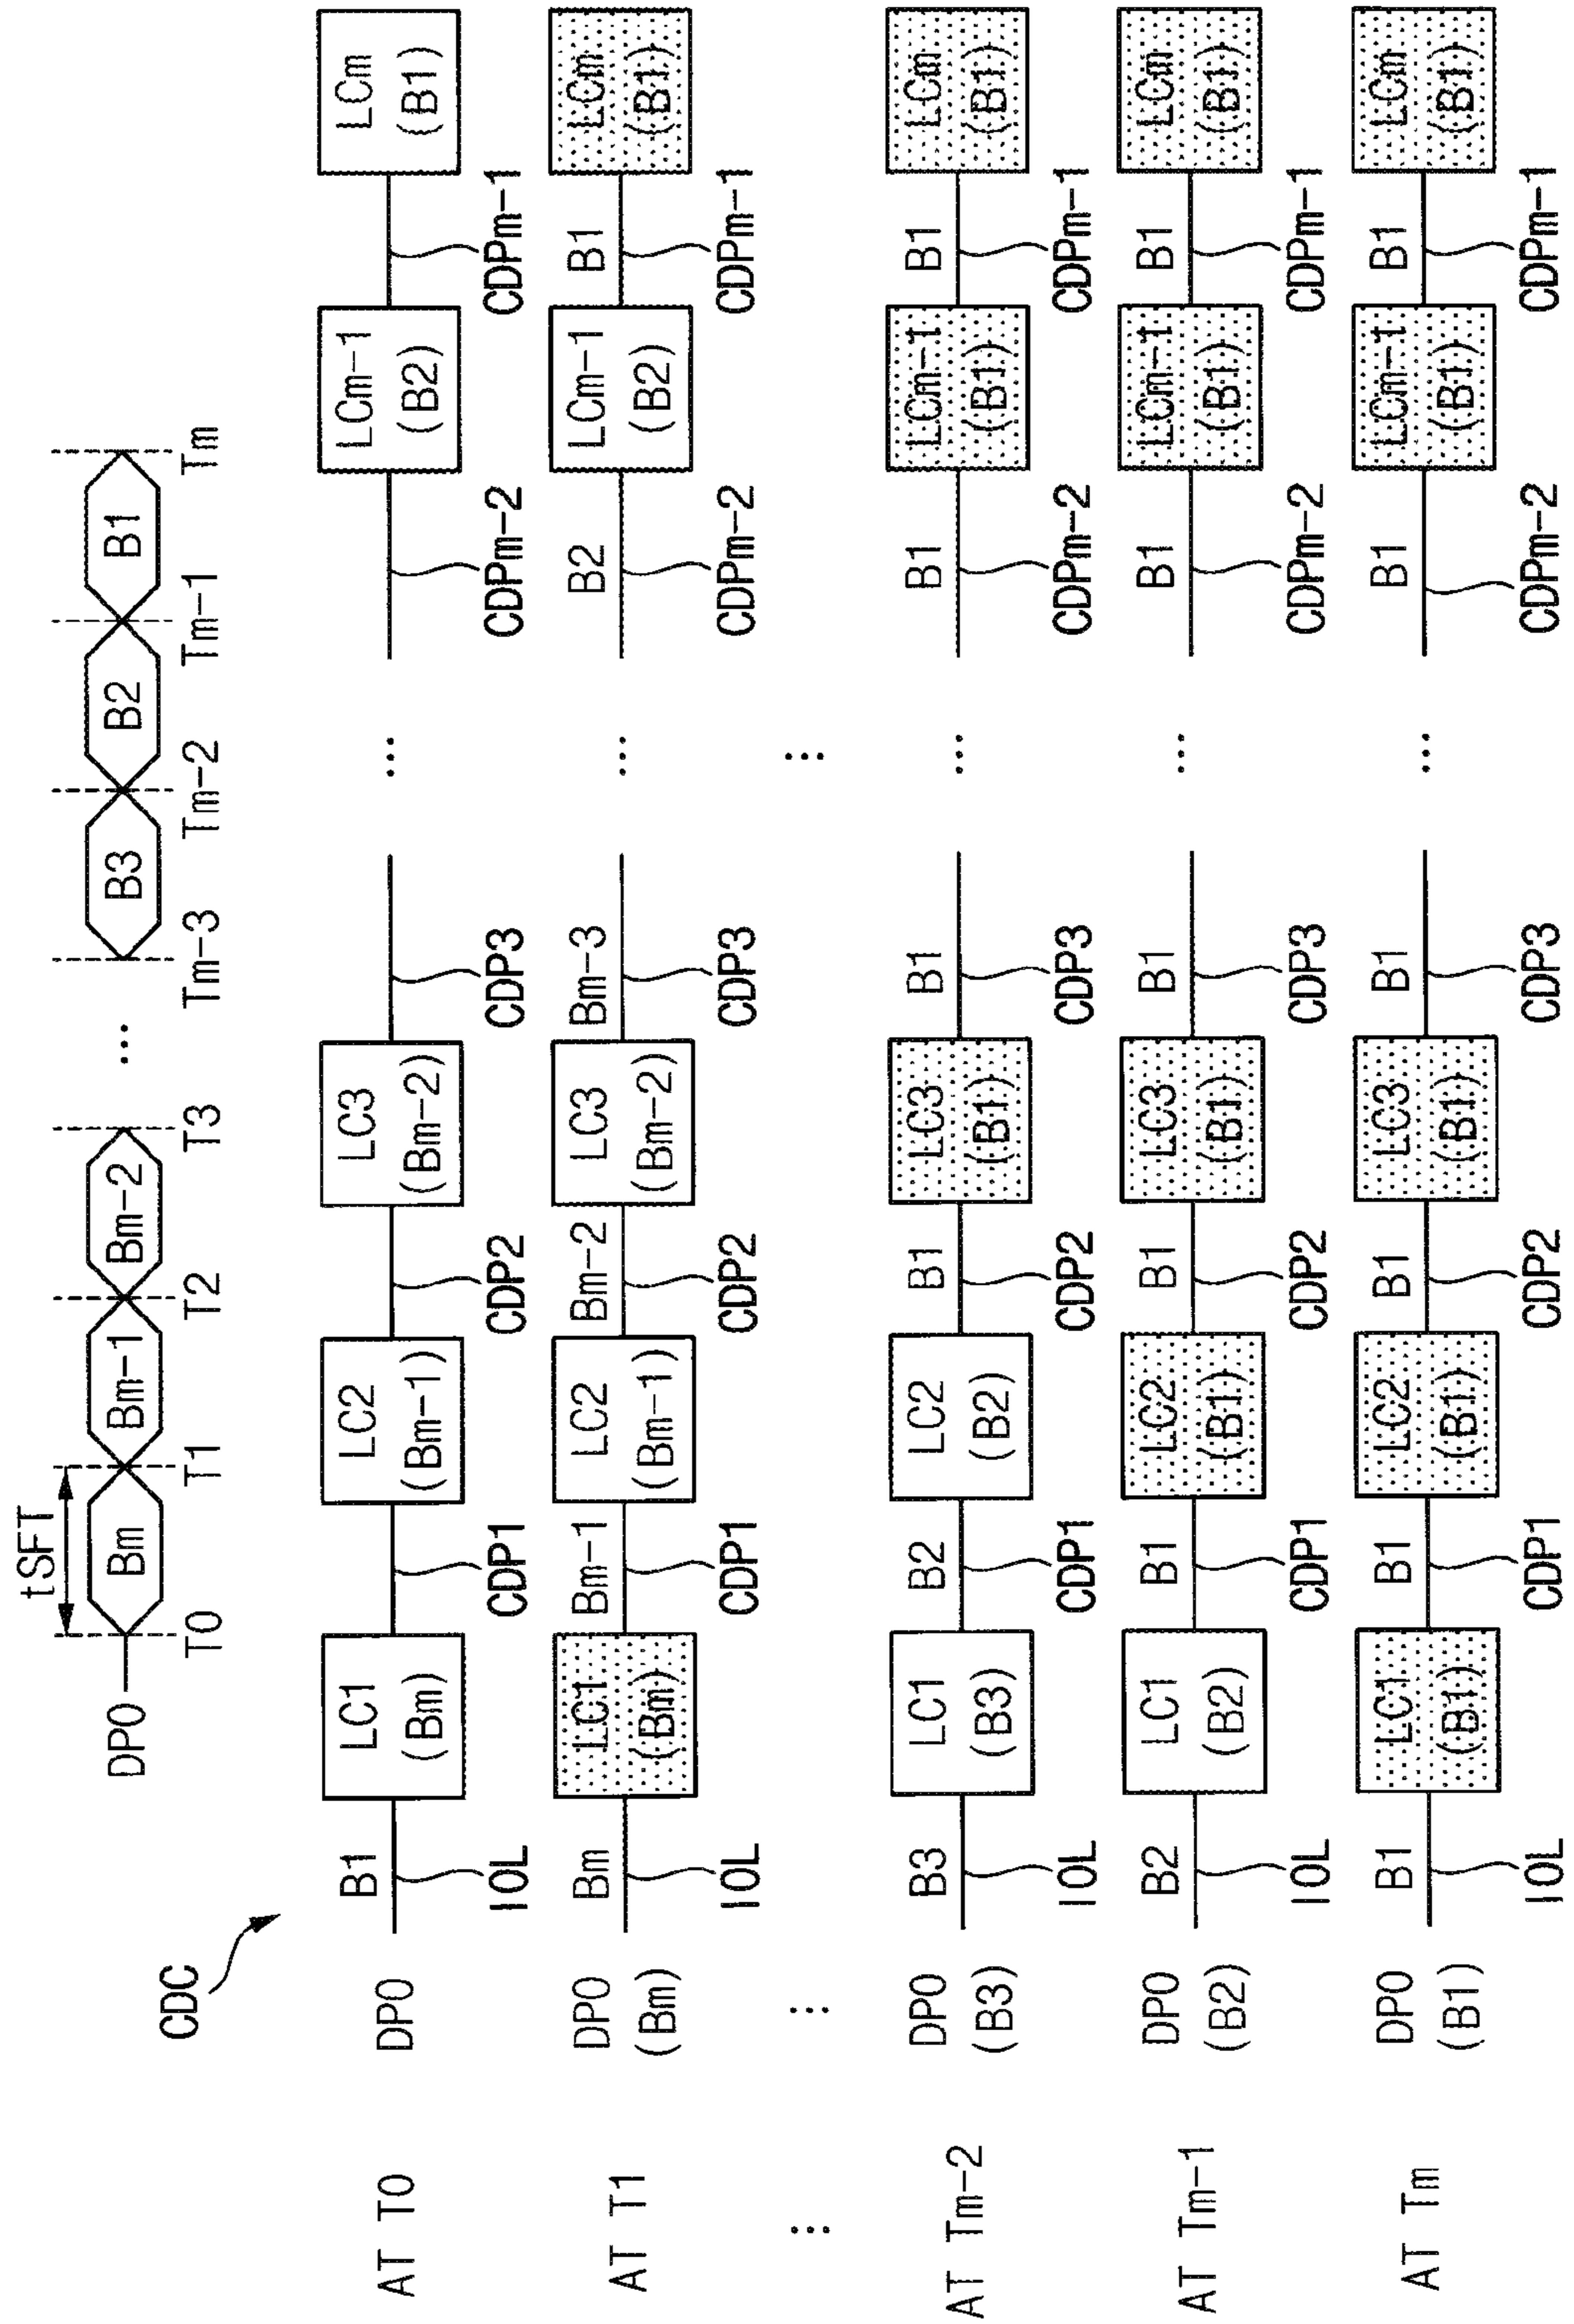 tSFT
DPO Bm Bm-1 Bm-2 ... B3 B2 B1
T0 T1 T2 T3 Tm-3 Tm-2 Tm-1 Tm
CDC
AT T0 DPO B1 LC1 LC2 LC3 ... LCm-1 LCm
(Bm) (Bm-1) (Bm-2) (B2) (B1)
IOL CDP1 CDP2 CDP3 CDPm-2 CDPm-1
AT T1 DPO Bm LC1 Bm-1 LC2 Bm-2 LC3 Bm-3 ... B2 LCm-1 B1 LCm
(Bm) (Bm) (Bm-1) (Bm-2) (B2) (B1)
IOL CDP1 CDP2 CDP3 CDPm-2 CDPm-1
... ... ...
AT Tm-2 DPO B3 LC1 B2 LC2 B1 LC3 B1 ... B1 LCm-1 B1 LCm
(B3) (B3) (B2) (B1) (B1) (B1)
IOL CDP1 CDP2 CDP3 CDPm-2 CDPm-1
AT Tm-1 DPO B2 LC1 B1 LC2 B1 LC3 B1 ... B1 LCm-1 B1 LCm
(B2) (B2) (B1) (B1) (B1) (B1)
IOL CDP1 CDP2 CDP3 CDPm-2 CDPm-1
AT Tm DPO B1 LC1 B1 LC2 B1 LC3 B1 ... B1 LCm-1 B1 LCm
(B1) (B1) (B1) (B1) (B1) (B1)
IOL CDP1 CDP2 CDP3 CDPm-2 CDPm-1